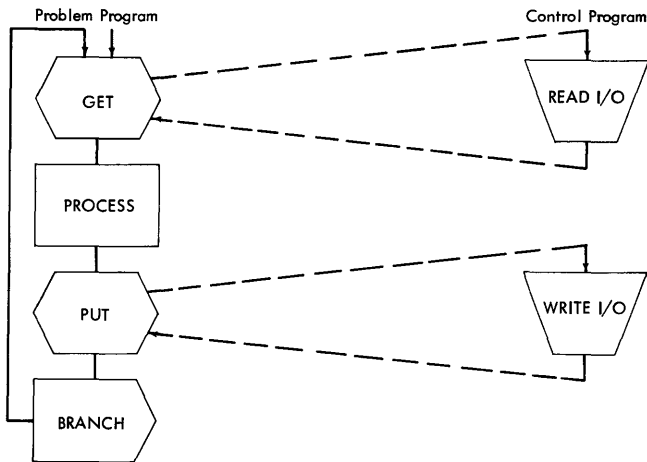 Problem Program
Control Program
GET
READ I/O
PROCESS
PUT
WRITE I/O
BRANCH